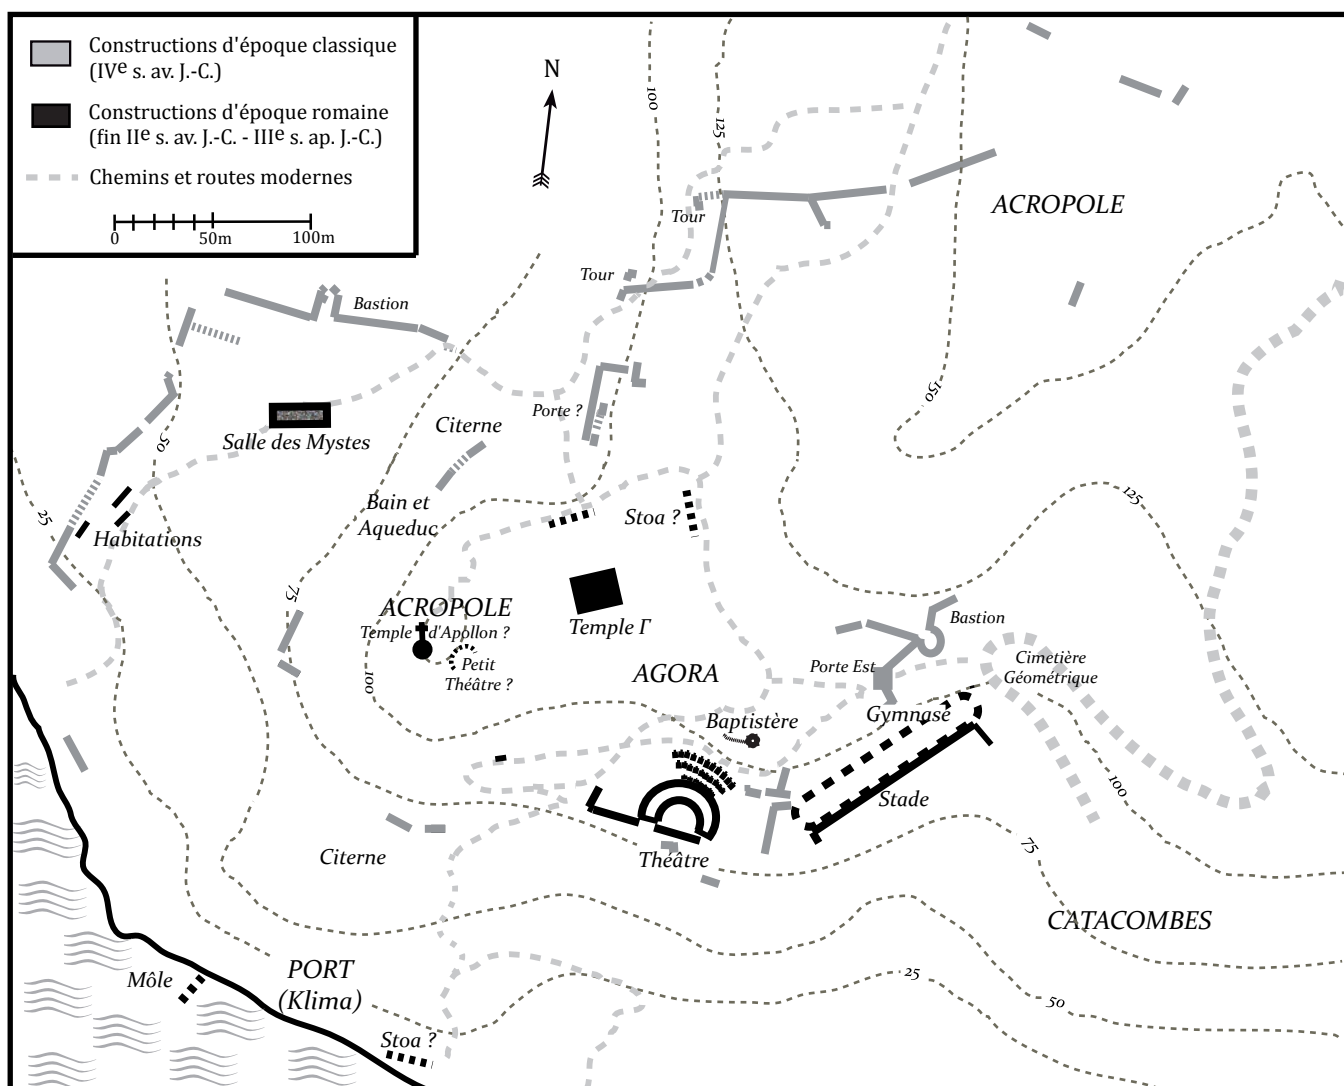 Constructions d'époque classique
(IVe s. av. J.-C.)
Constructions d'époque romaine
(fin IIe s. av. J.-C. - IIIe s. ap. J.-C.)
Chemins et routes modernes
0 50m 100m
N
100
125
ACROPOLE
Tour
Tour
Bastion
150
Porte ?
Citerne
Salle des Mystes
50
25
125
Bain et
Aqueduc
Stoa ?
Habitations
75
ACROPOLE
Temple d'Apollon ?
Temple Γ
Bastion
Petit
Théâtre ?
100
AGORA
Porte Est
Cimetière
Géométrique
Baptistère
Gymnase
100
Stade
Citerne
Théâtre
75
CATACOMBES
Môle
PORT
(Klima)
25
50
Stoa ?